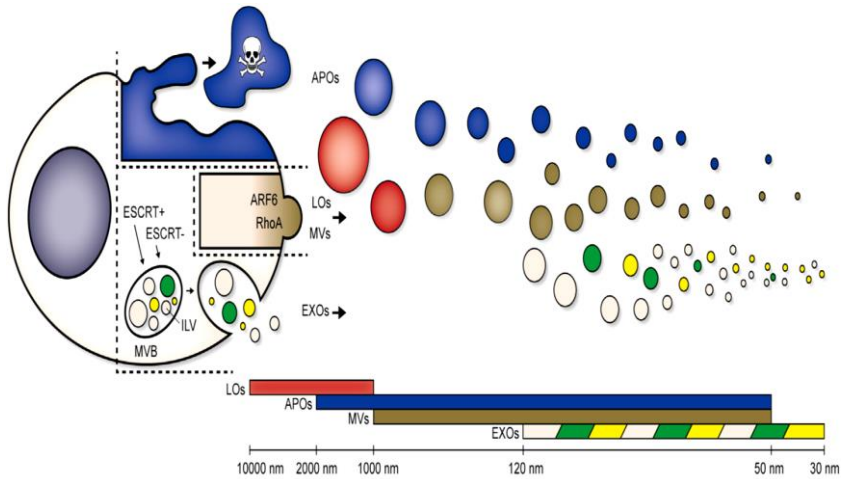 APOs
ARF6
RhoA
LOs
MVs
ESCRT+
ESCRT-
ILV
MVB
EXOs
LOs
APOs
MVs
EXOs
10000 nm 2000 nm 1000 nm 120 nm 50 nm 30 nm